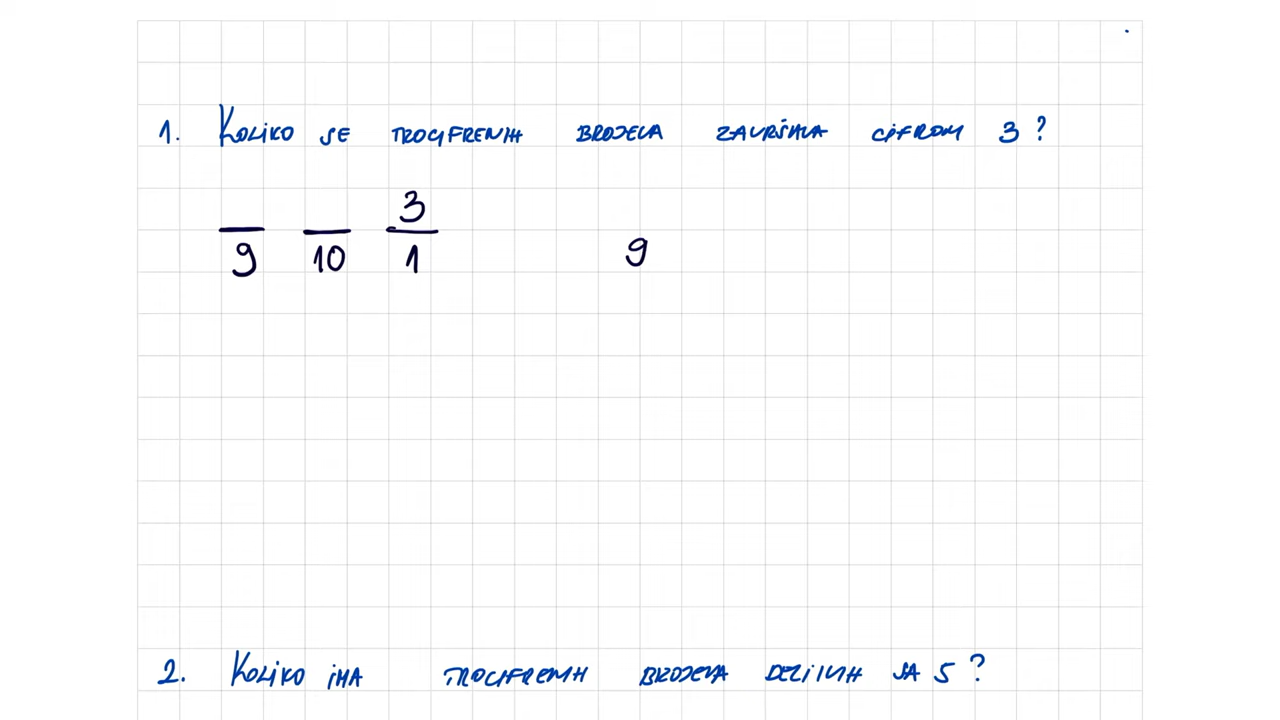 1. KOLIKO SE TROCIFRENIH BROJEVA ZAVRŠAVA CIFROM 3?
3
9 10 1 9
2. KOLIKO IMA TROCIFRENIH BROJEVA DELJIVIH SA 5?